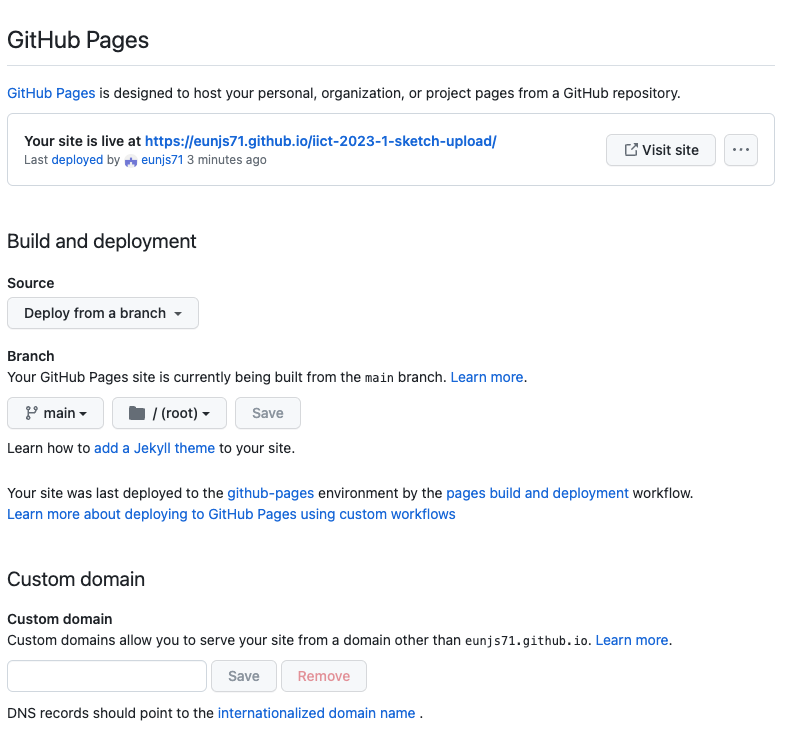 GitHub Pages
GitHub Pages is designed to host your personal, organization, or project pages from a GitHub repository.
Your site is live at https://eunjs71.github.io/iict-2023-1-sketch-upload/
Last deployed by eunjs71 3 minutes ago
Visit site
Build and deployment
Source
Deploy from a branch
Branch
Your GitHub Pages site is currently being built from the main branch. Learn more.
main / (root) Save
Learn how to add a Jekyll theme to your site.
Your site was last deployed to the github-pages environment by the pages build and deployment workflow.
Learn more about deploying to GitHub Pages using custom workflows
Custom domain
Custom domain
Custom domains allow you to serve your site from a domain other than eunjs71.github.io. Learn more.
Save Remove
DNS records should point to the internationalized domain name .